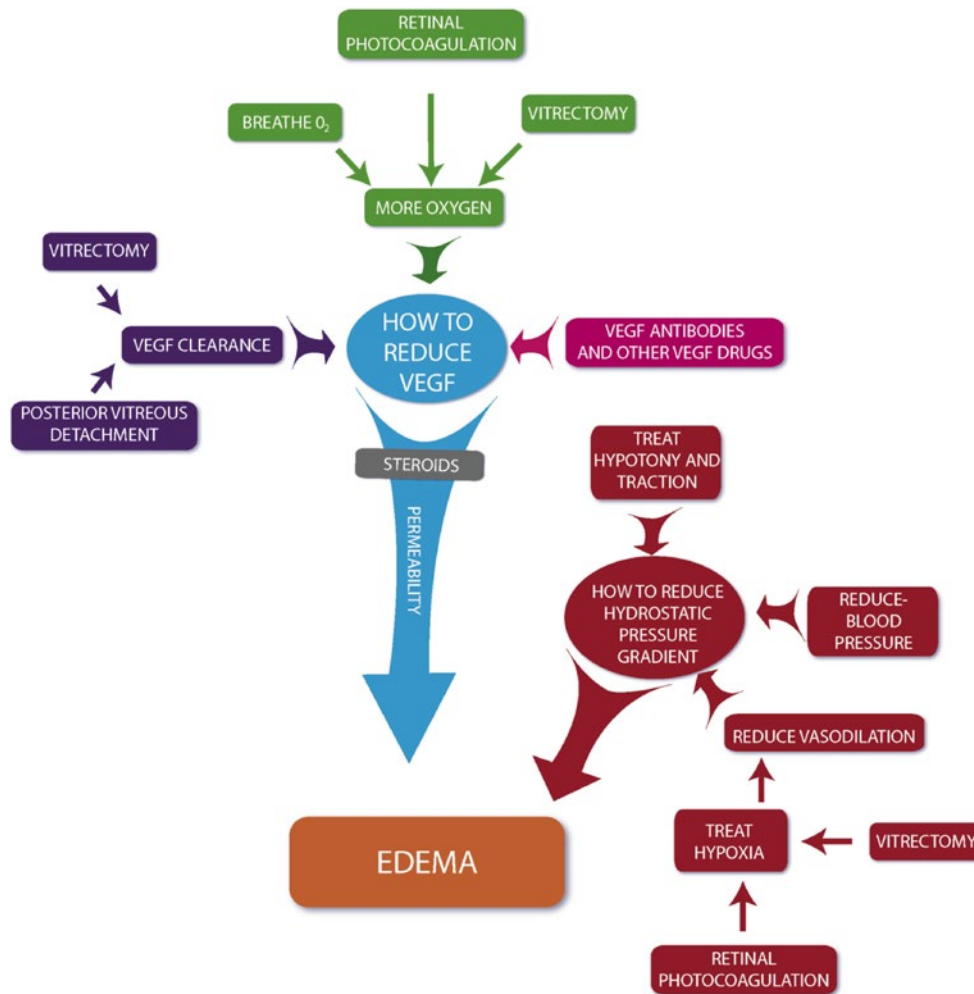 RETINAL
PHOTOCOAGULATION
BREATHE 0₂
VITRECTOMY
MORE OXYGEN
VITRECTOMY
VEGF CLEARANCE
POSTERIOR VITREOUS
DETACHMENT
HOW TO
REDUCE
VEGF
VEGF ANTIBODIES
AND OTHER VEGF DRUGS
STEROIDS
PERMEABILITY
TREAT
HYPOTONY AND
TRACTION
HOW TO REDUCE
HYDROSTATIC
PRESSURE
GRADIENT
REDUCE-
BLOOD
PRESSURE
REDUCE VASODILATION
TREAT
HYPOXIA
VITRECTOMY
RETINAL
PHOTOCOAGULATION
EDEMA